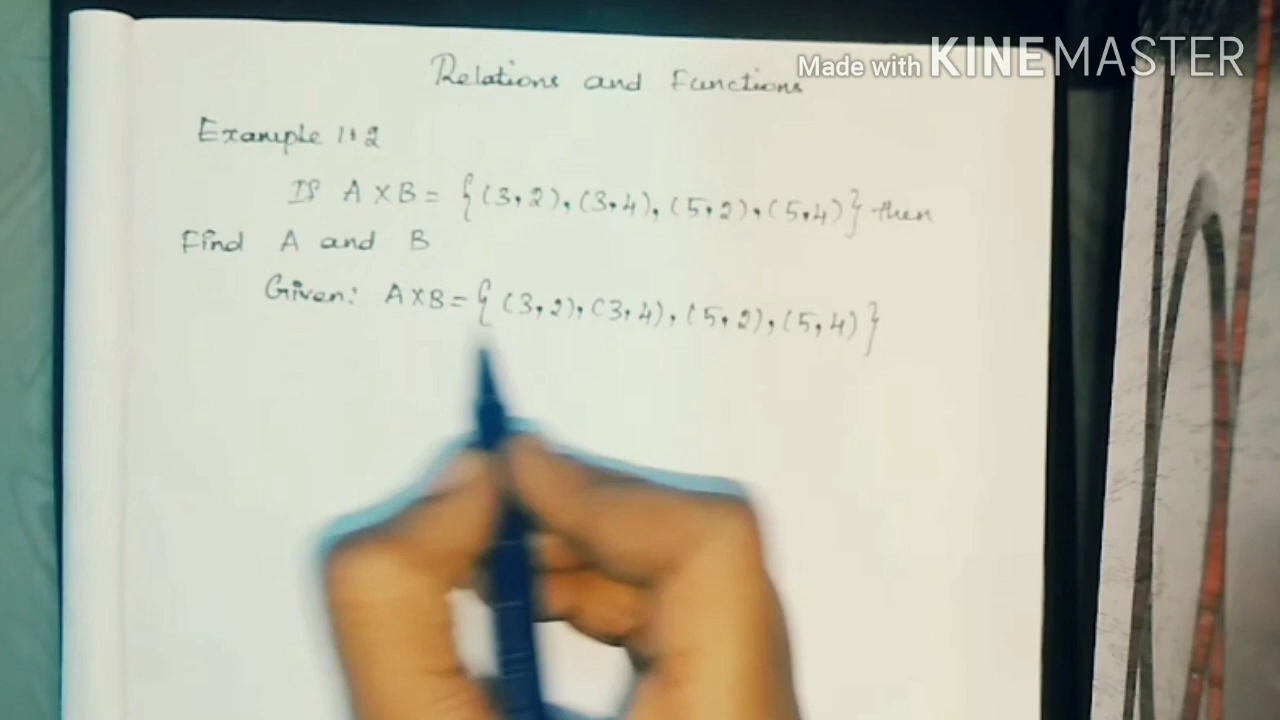 Made with KINEMASTER
Relations and Functions
Example 1.2
If A X B = {(3,2), (3,4), (5,2), (5,4)} then
Find A and B
Given: AXB = {(3,2), (3,4), (5,2), (5,4)}